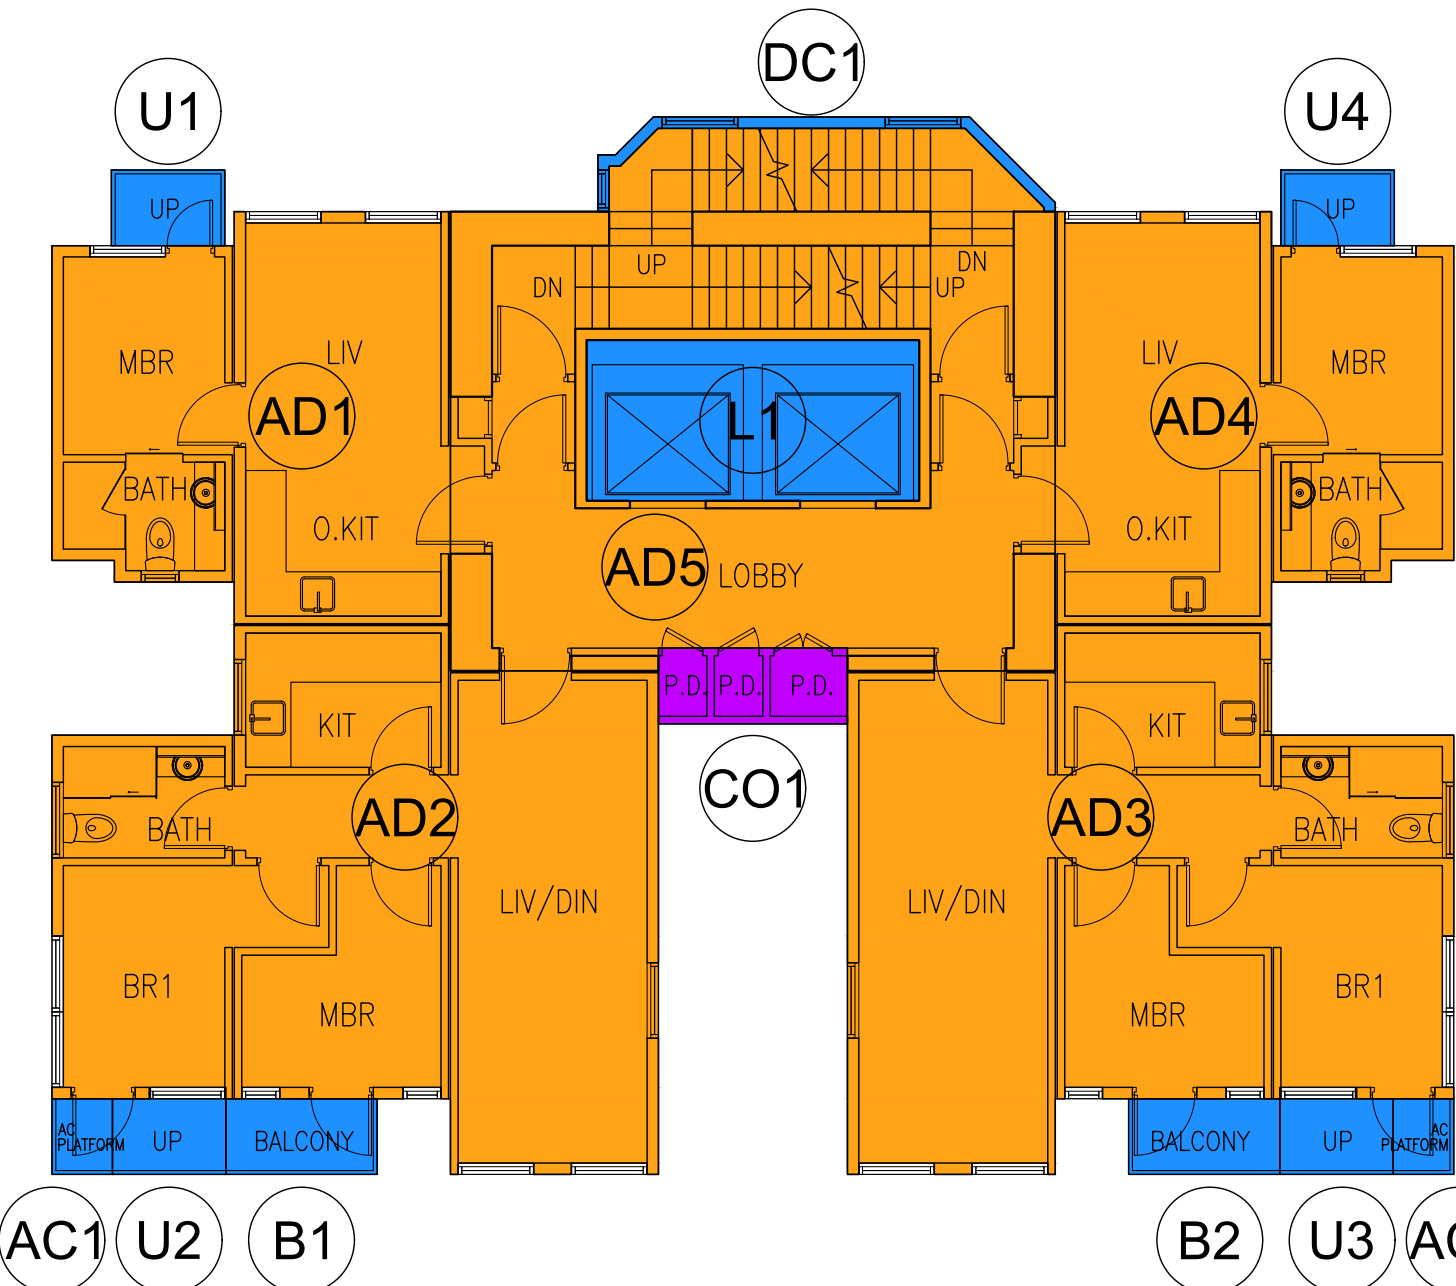 DC1
U1
U4
UP
UP
UP
DN
DN
UP
MBR
LIV
LIV
MBR
AD1
L1
AD4
BATH
BATH
O.KIT
O.KIT
AD5
LOBBY
P.D.
P.D.
P.D.
KIT
KIT
CO1
AD2
AD3
BATH
BATH
LIV/DIN
LIV/DIN
BR1
BR1
MBR
MBR
AC
PLATFORM
UP
BALCONY
BALCONY
UP
AC
PLATFORM
AC1
U2
B1
B2
U3